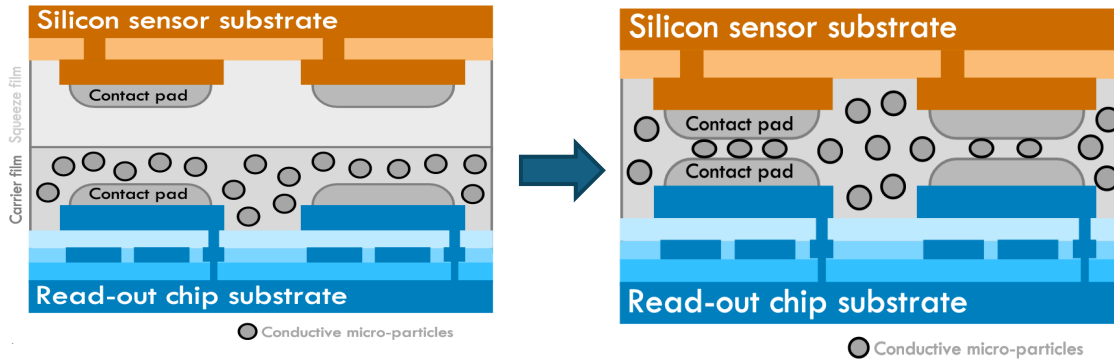 Silicon sensor substrate
Contact pad
Squeeze film
Carrier film
Contact pad
Read-out chip substrate
Conductive micro-particles
Silicon sensor substrate
Contact pad
Contact pad
Read-out chip substrate
Conductive micro-particles